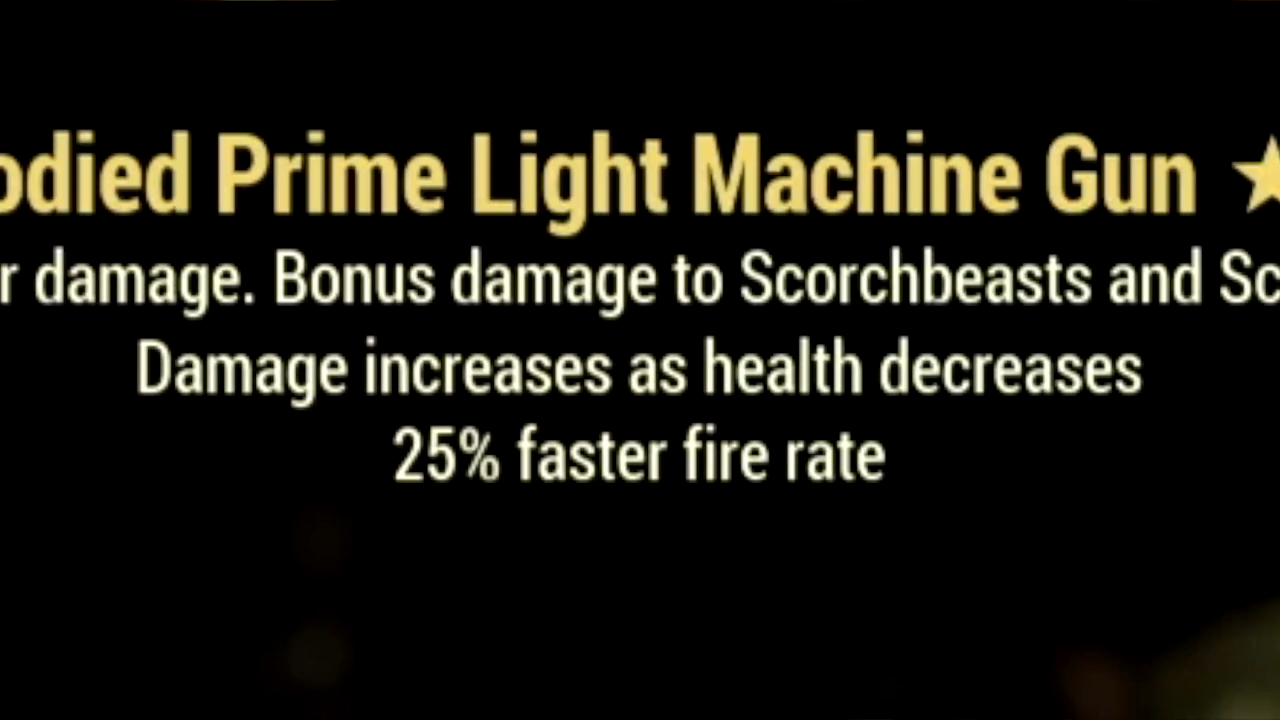 odied Prime Light Machine Gun ★
r damage. Bonus damage to Scorchbeasts and Sc
Damage increases as health decreases
25% faster fire rate